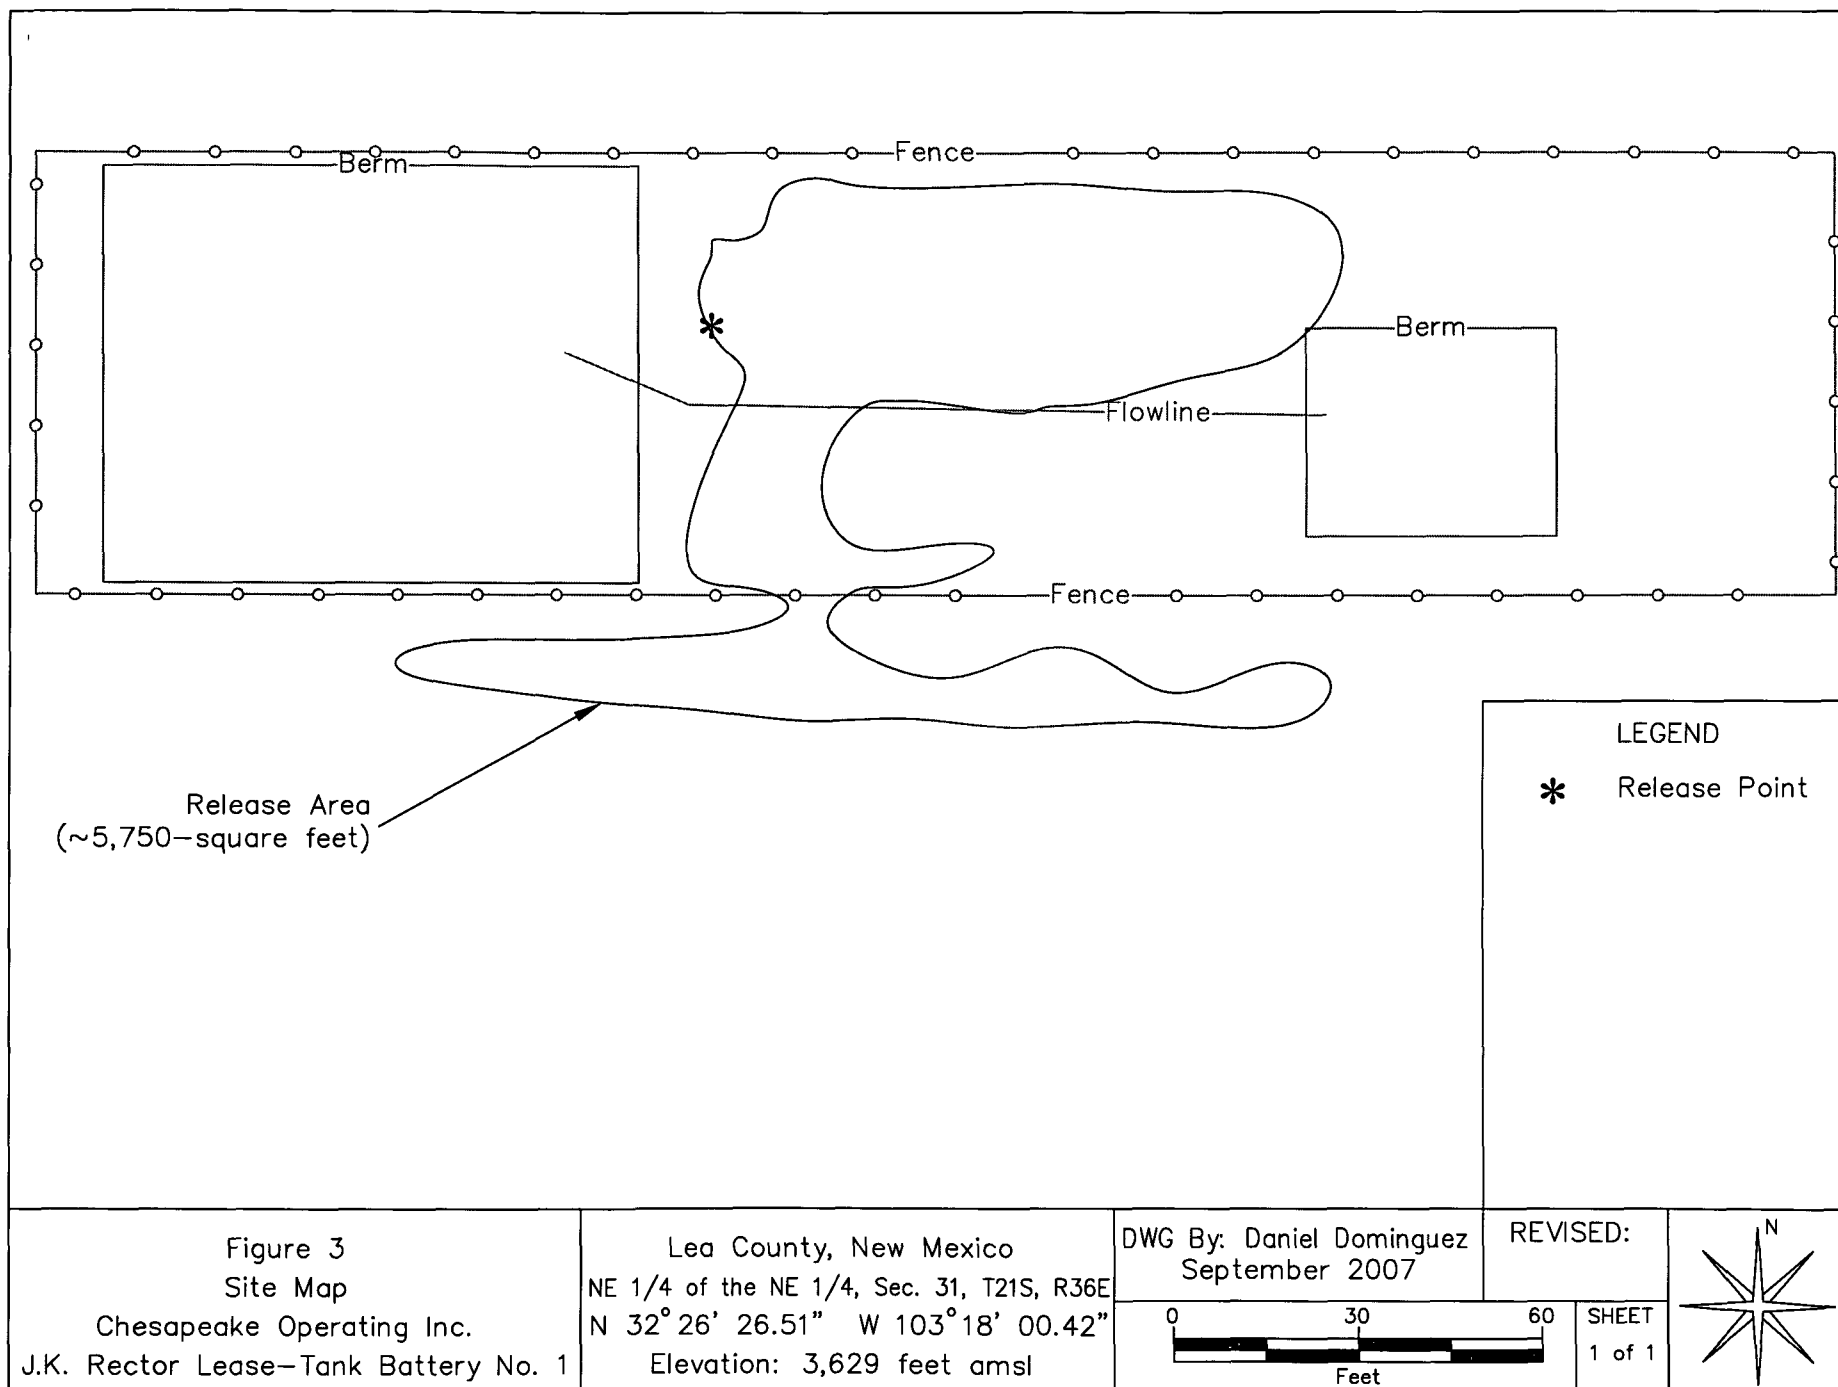 Fence
Berm
Berm
Flowline
Fence
Release Area
(~5,750-square feet)
LEGEND
* Release Point
Figure 3
Site Map
Chesapeake Operating Inc.
J.K. Rector Lease-Tank Battery No. 1
Lea County, New Mexico
NE 1/4 of the NE 1/4, Sec. 31, T21S, R36E
N 32° 26' 26.51" W 103° 18' 00.42"
Elevation: 3,629 feet amsl
DWG By: Daniel Dominguez
September 2007
REVISED:
0 30 60
Feet
SHEET
1 of 1
N